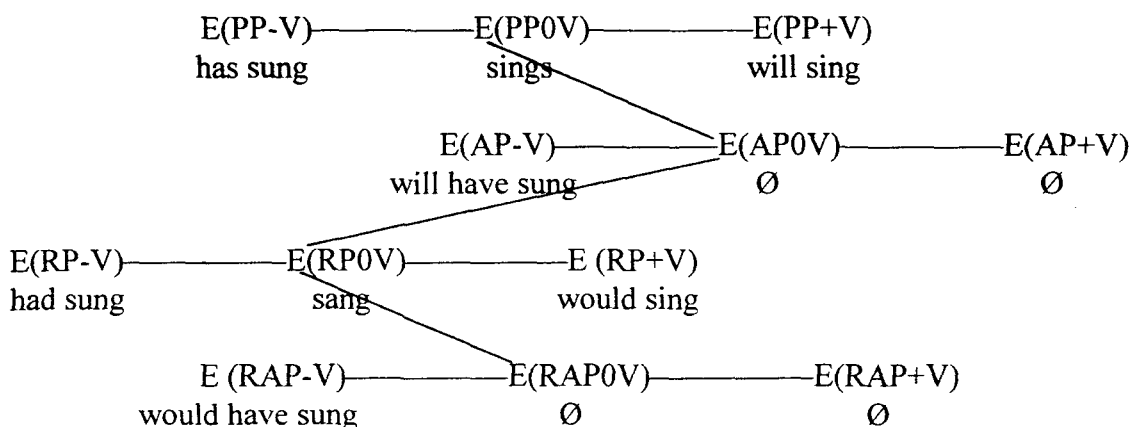 E(PP-V) E(PP0V) E(PP+V)
has sung sings will sing
E(AP-V) E(AP0V) E(AP+V)
will have sung Ø Ø
E(RP-V) E(RP0V) E (RP+V)
had sung sang would sing
E (RAP-V) E(RAP0V) E(RAP+V)
would have sung Ø Ø